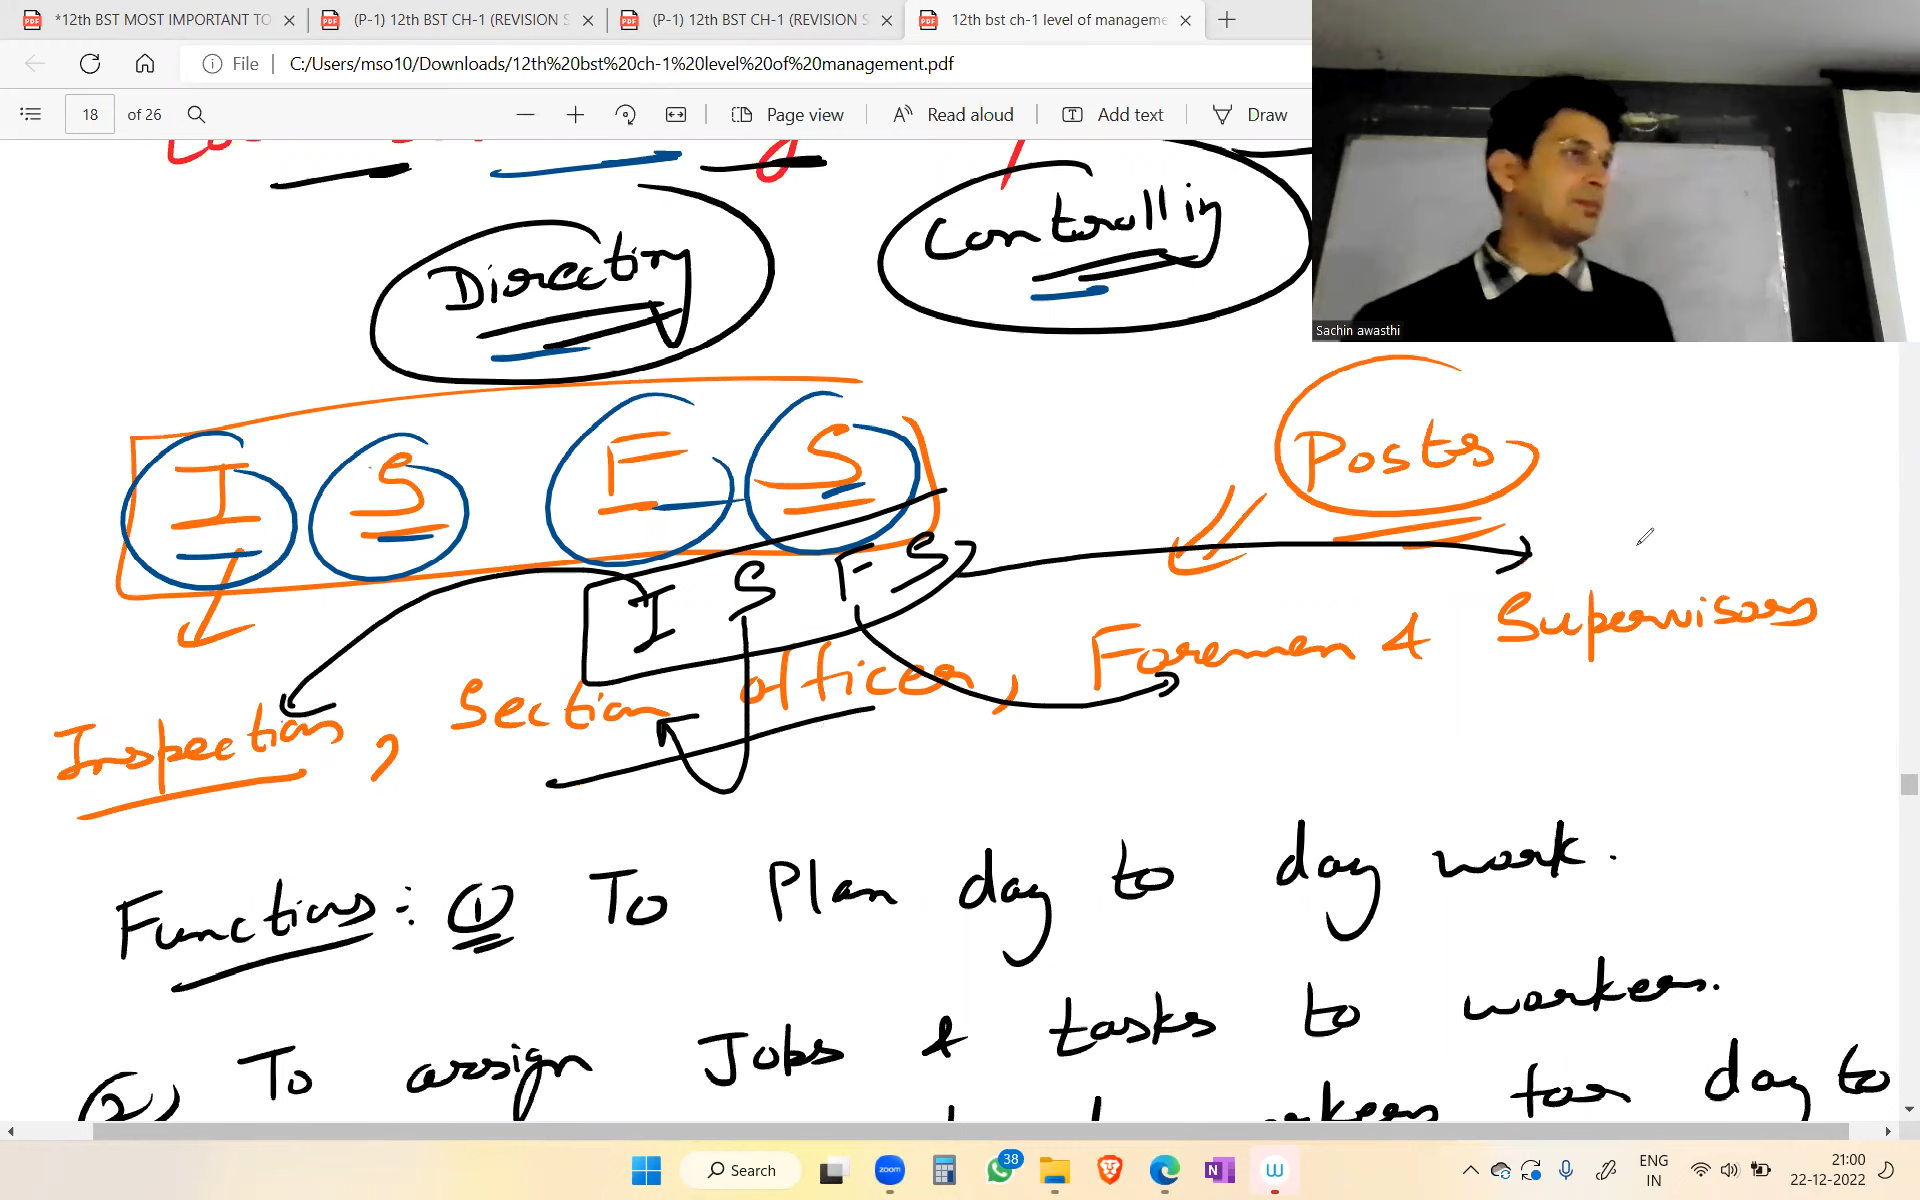 *12th BST MOST IMPORTANT TO
(P-1) 12th BST CH-1 (REVISION S
(P-1) 12th BST CH-1 (REVISION S
12th bst ch-1 level of manageme
File
C:/Users/mso10/Downloads/12th%20bst%20ch-1%20level%20of%20management.pdf
18 of 26
Page view
Read aloud
Add text
Draw
Sachin awasthi
Directing
Controlling
I S F S
Posts
I S F S
Inspection, Section officer, Foremen & Supervisors
Functions :- ① To Plan day to day work.
(2) To assign Jobs & tasks to workers.
for day to
zoom
38
Search
ENG
IN
21:00
22-12-2022